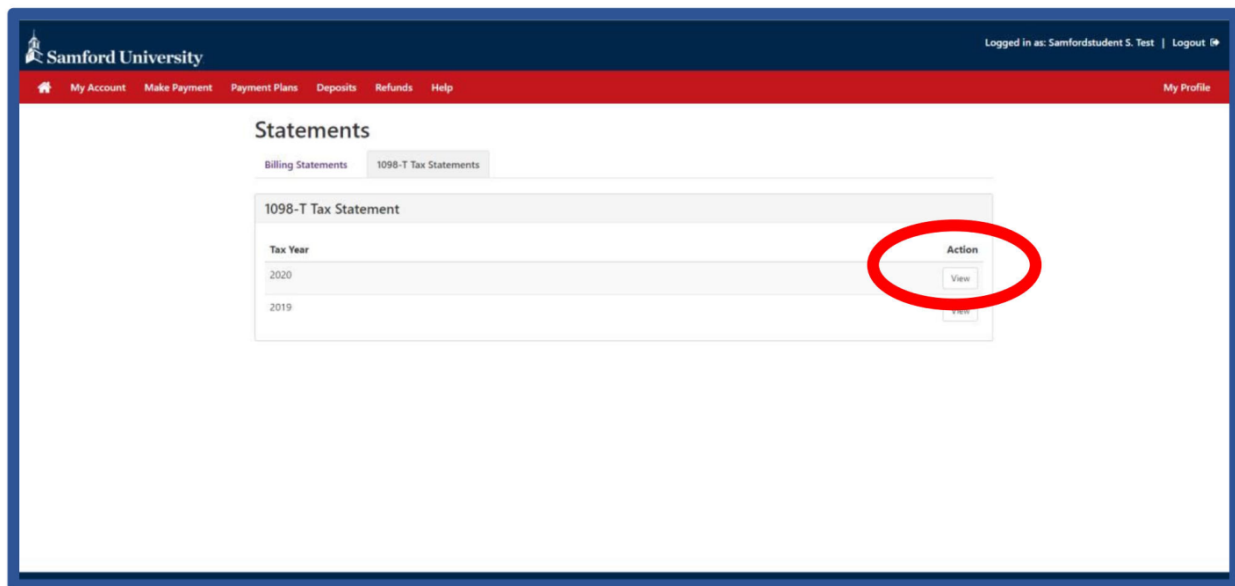 Samford University
Logged in as: Samfordstudent S. Test | Logout
My Account Make Payment Payment Plans Deposits Refunds Help My Profile
Statements
Billing Statements 1098-T Tax Statements
1098-T Tax Statement
Tax Year Action
2020 View
2019 View